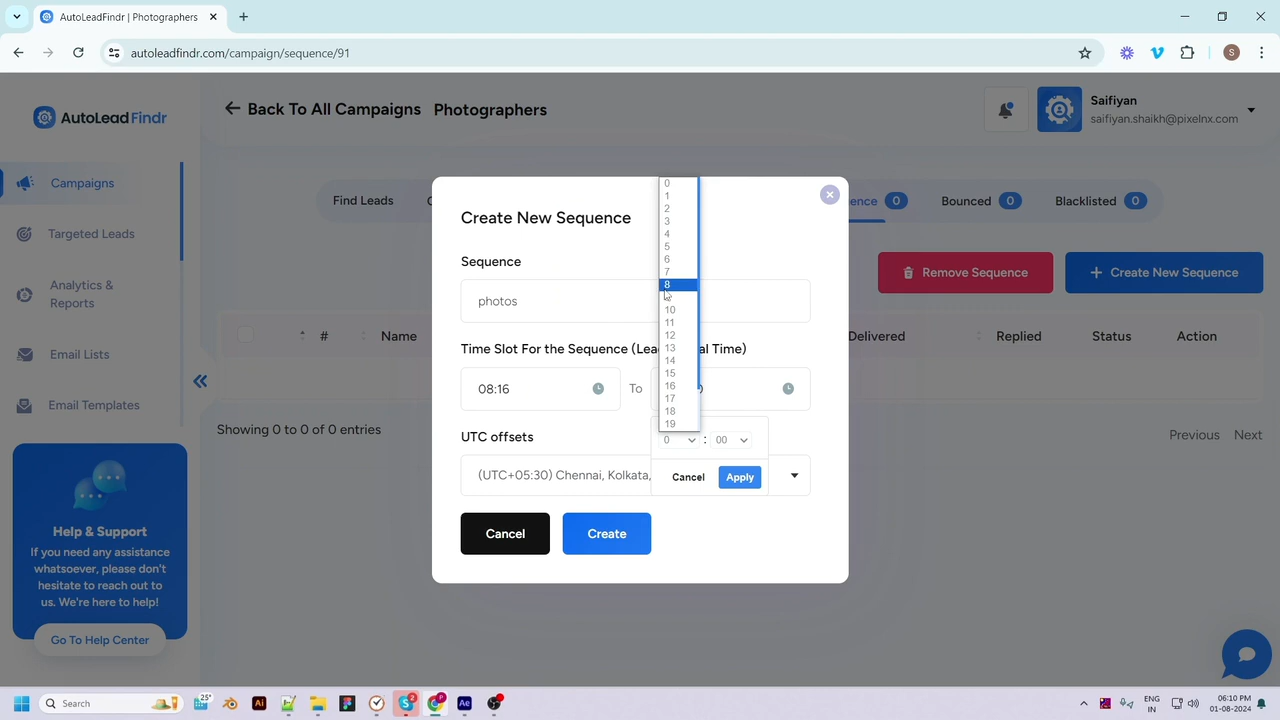 AutoLeadFindr | Photographers
autoleadfindr.com/campaign/sequence/91
S
AutoLeadFindr
Back To All Campaigns
Photographers
Saifiyan
saifiyan.shaikh@pixelnx.com
Campaigns
Targeted Leads
Analytics &
Reports
Email Lists
Email Templates
Help & Support
If you need any assistance
whatsoever, please don't
hesitate to reach out to
us. We're here to help!
Go To Help Center
Find Leads
Bounced 0
Blacklisted 0
0
Remove Sequence
+ Create New Sequence
#
Name
Delivered
Replied
Status
Action
Showing 0 to 0 of 0 entries
Previous
Next
Create New Sequence
Sequence
photos
Time Slot For the Sequence
08:16
To
UTC offsets
(UTC+05:30) Chennai, Kolkata,
0
1
2
3
4
5
6
7
8
10
11
12
13
14
15
16
17
18
19
0 : 00
Cancel
Apply
Cancel
Create
Search
25°
ENG
IN
06:10 PM
01-08-2024